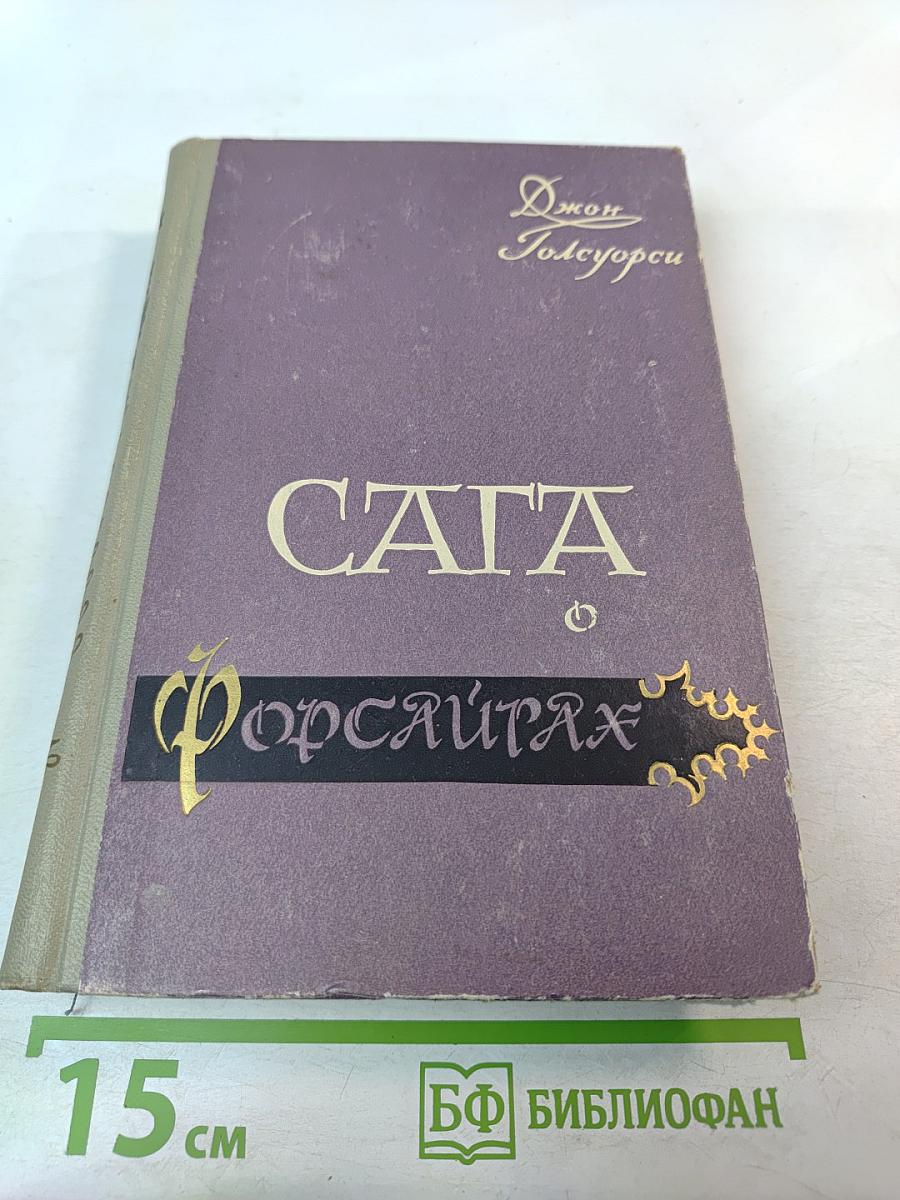 Джон
Голсуорси
САГА
о
Форсайтах
15 см
БФ БИБЛИОФАН